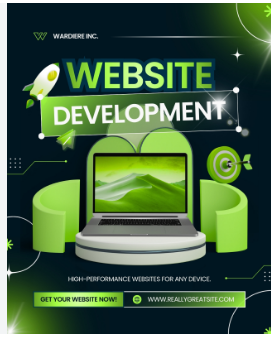 WARDIERE INC.
WEBSITE
DEVELOPMENT
HIGH-PERFORMANCE WEBSITES FOR ANY DEVICE.
GET YOUR WEBSITE NOW! WWW.REALLYGREATSITE.COM